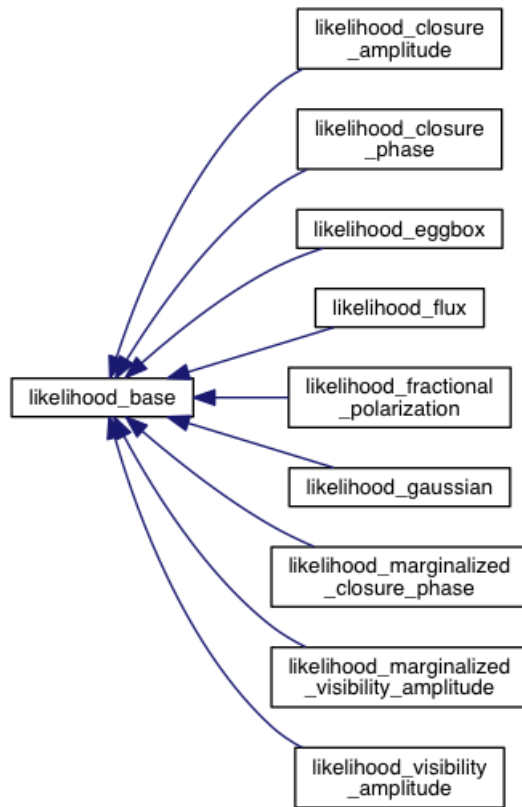 likelihood_closure
_amplitude
likelihood_closure
_phase
likelihood_eggbox
likelihood_flux
likelihood_base
likelihood_fractional
_polarization
likelihood_gaussian
likelihood_marginalized
_closure_phase
likelihood_marginalized
_visibility_amplitude
likelihood_visibility
_amplitude